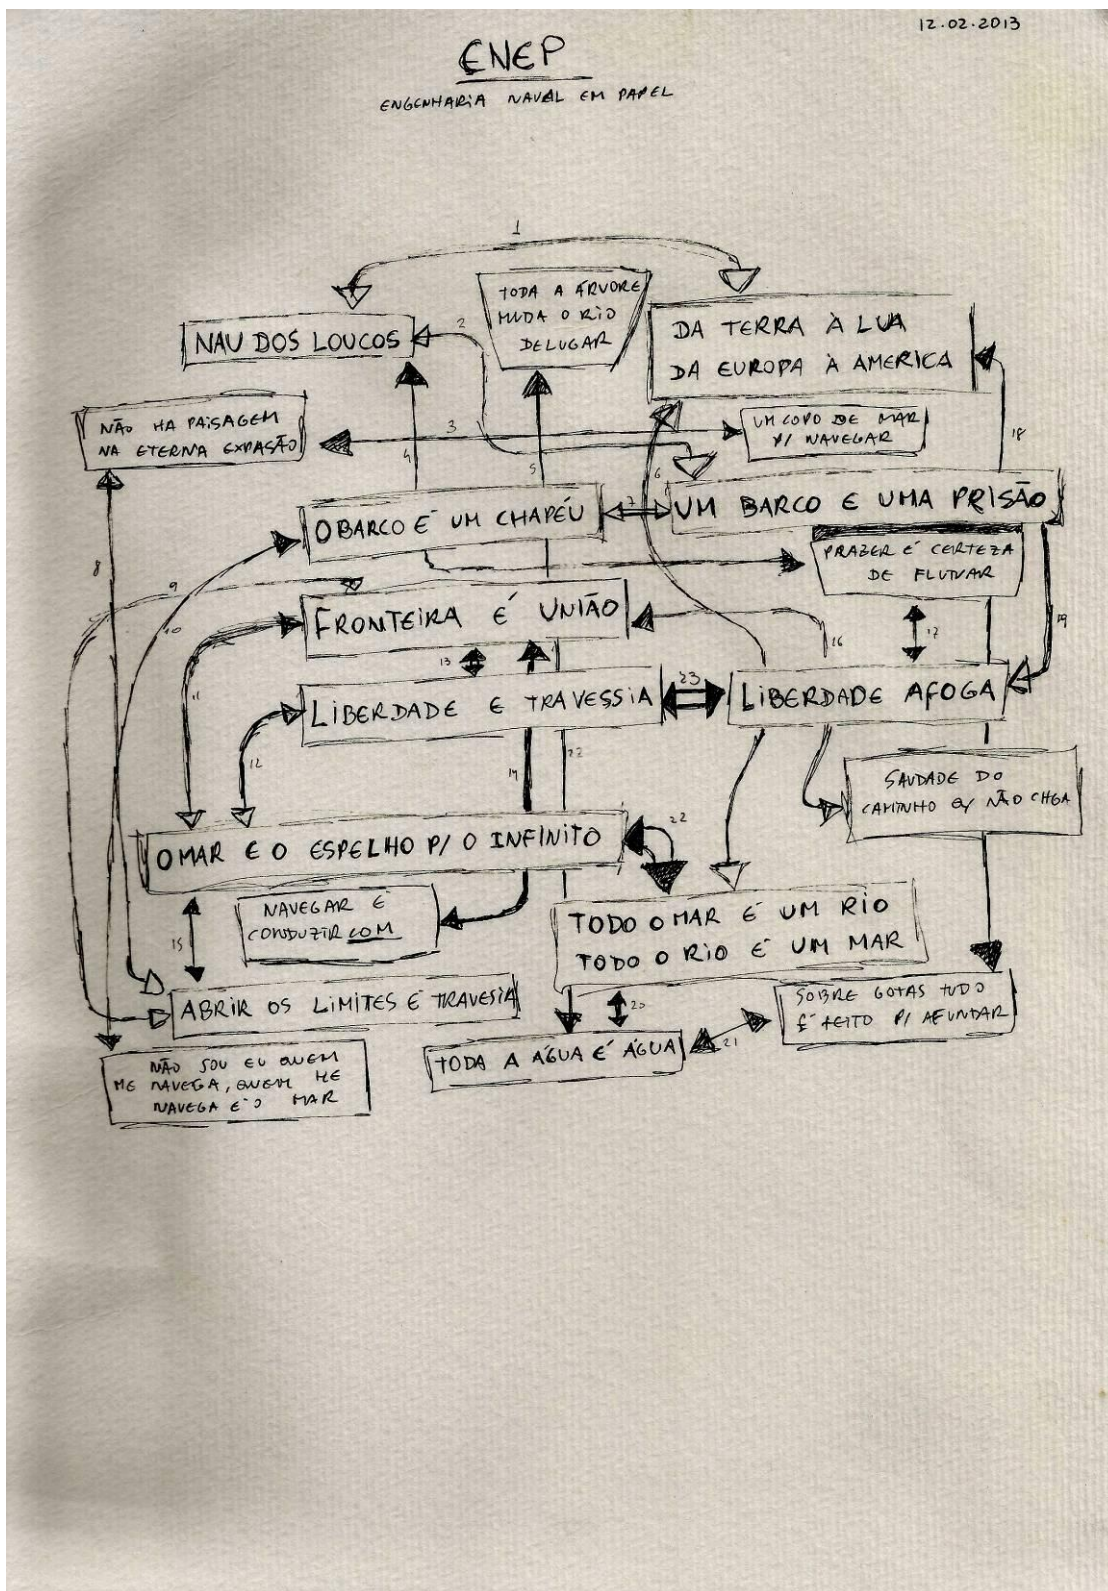 12.02.2013
ENEP
ENGENHARIA NAVAL EM PAPEL
1
TODA A ÁRVORE
MUDA O RIO
DELUGAR
2
NAU DOS LOUCOS
DA TERRA À LUA
DA EUROPA À AMERICA
NÃO HA PAISAGEM
NA ETERNA EXPASÃO
3
UM COPO DE MAR
P/ NAVEGAR
18
4
5
6
O BARCO É UM CHAPÉU
7
UM BARCO E UMA PRISÃO
PRAZER É CERTEZA
DE FLUTUAR
8
9
10
FRONTEIRA É UNIÃO
16
17
19
13
11
LIBERDADE E TRAVESSIA
23
LIBERDADE AFOGA
12
14
22
SAUDADE DO
CAMINHO Q/ NÃO CHGA
O MAR E O ESPELHO P/ O INFINITO
22
NAVEGAR É
CONDUZIR COM
TODO O MAR É UM RIO
TODO O RIO É UM MAR
15
ABRIR OS LIMITES E TRAVESIA
20
SOBRE GOTAS TUDO
É FEITO P/ AFUNDAR
TODA A ÁGUA É ÁGUA
21
NÃO SOU EU QUEM
ME NAVEGA, QUEM ME
NAVEGA É O MAR